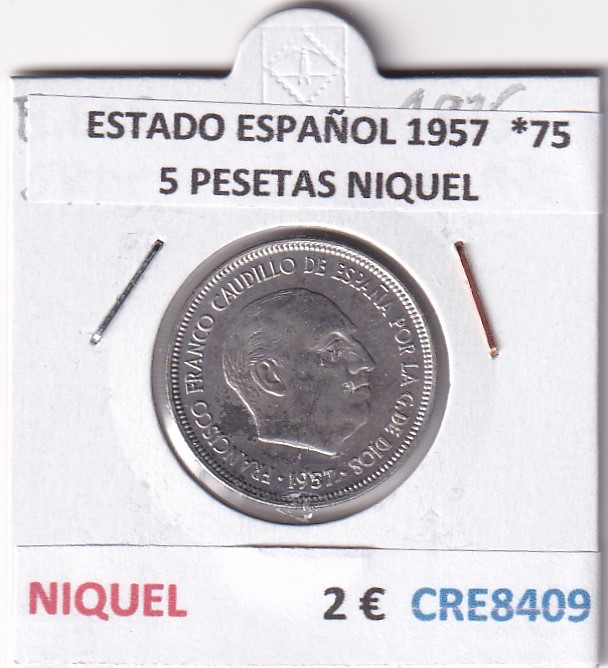 ESTADO ESPAÑOL 1957 *75
5 PESETAS NIQUEL
FRANCISCO FRANCO CAUDILLO DE ESPAÑA POR LA G. DE DIOS
· 1957 ·
NIQUEL 2 € CRE8409